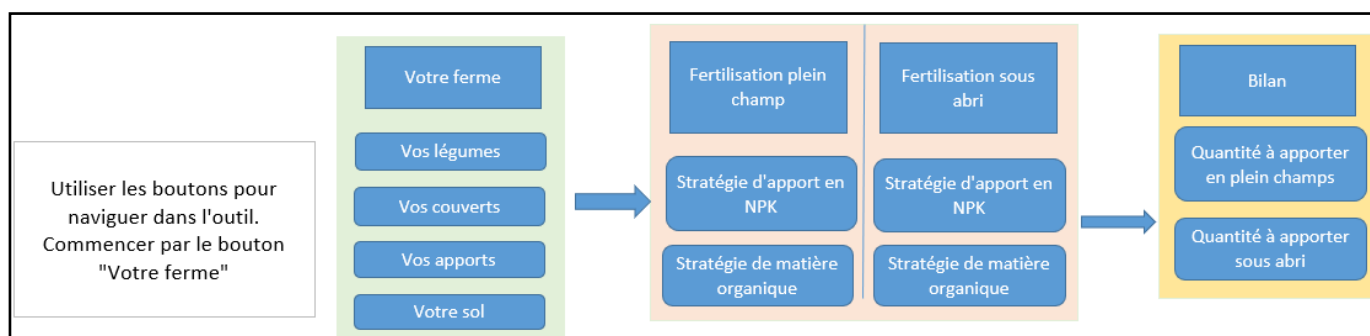 Utiliser les boutons pour
naviguer dans l'outil.
Commencer par le bouton
"Votre ferme"
Votre ferme
Vos légumes
Vos couverts
Vos apports
Votre sol
Fertilisation plein
champ
Stratégie d'apport en
NPK
Stratégie de matière
organique
Fertilisation sous
abri
Stratégie d'apport en
NPK
Stratégie de matière
organique
Bilan
Quantité à apporter
en plein champs
Quantité à apporter
sous abri